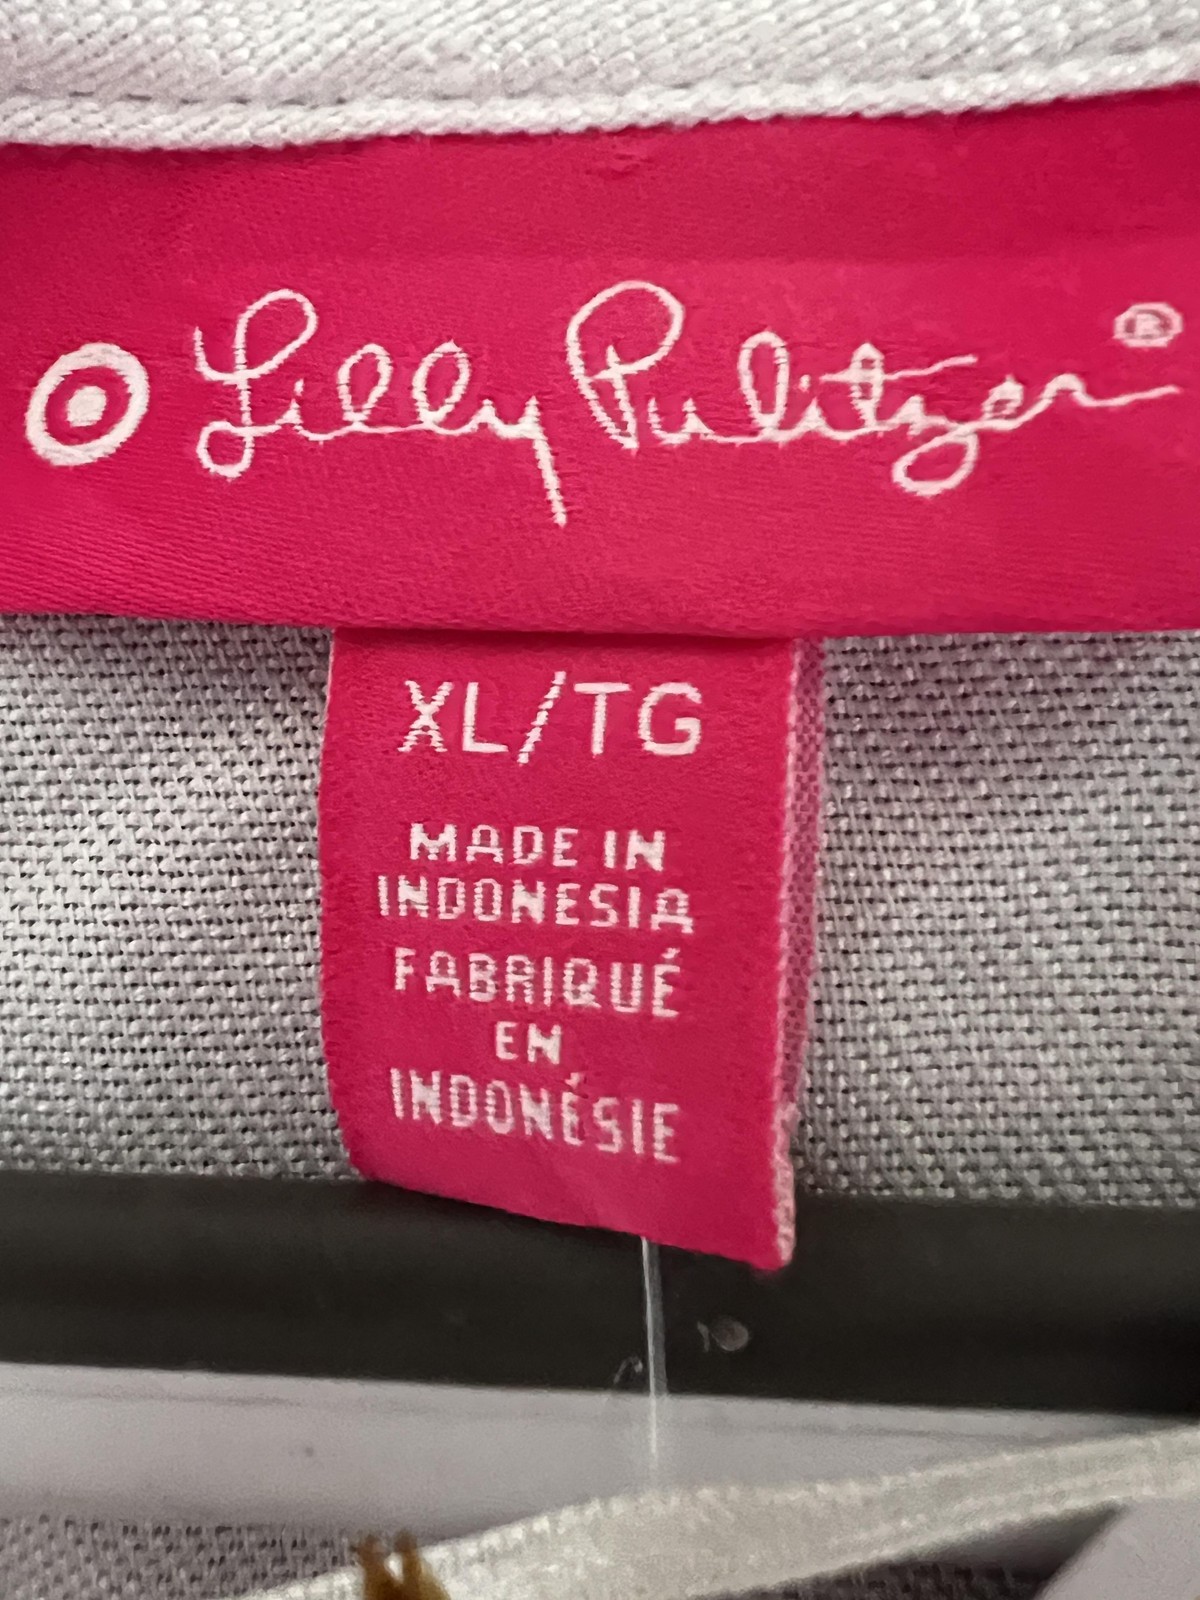 Lilly Pulitzer®
XL/TG
MADE IN
INDONESIA
FABRIQUÉ
EN
INDONÉSIE